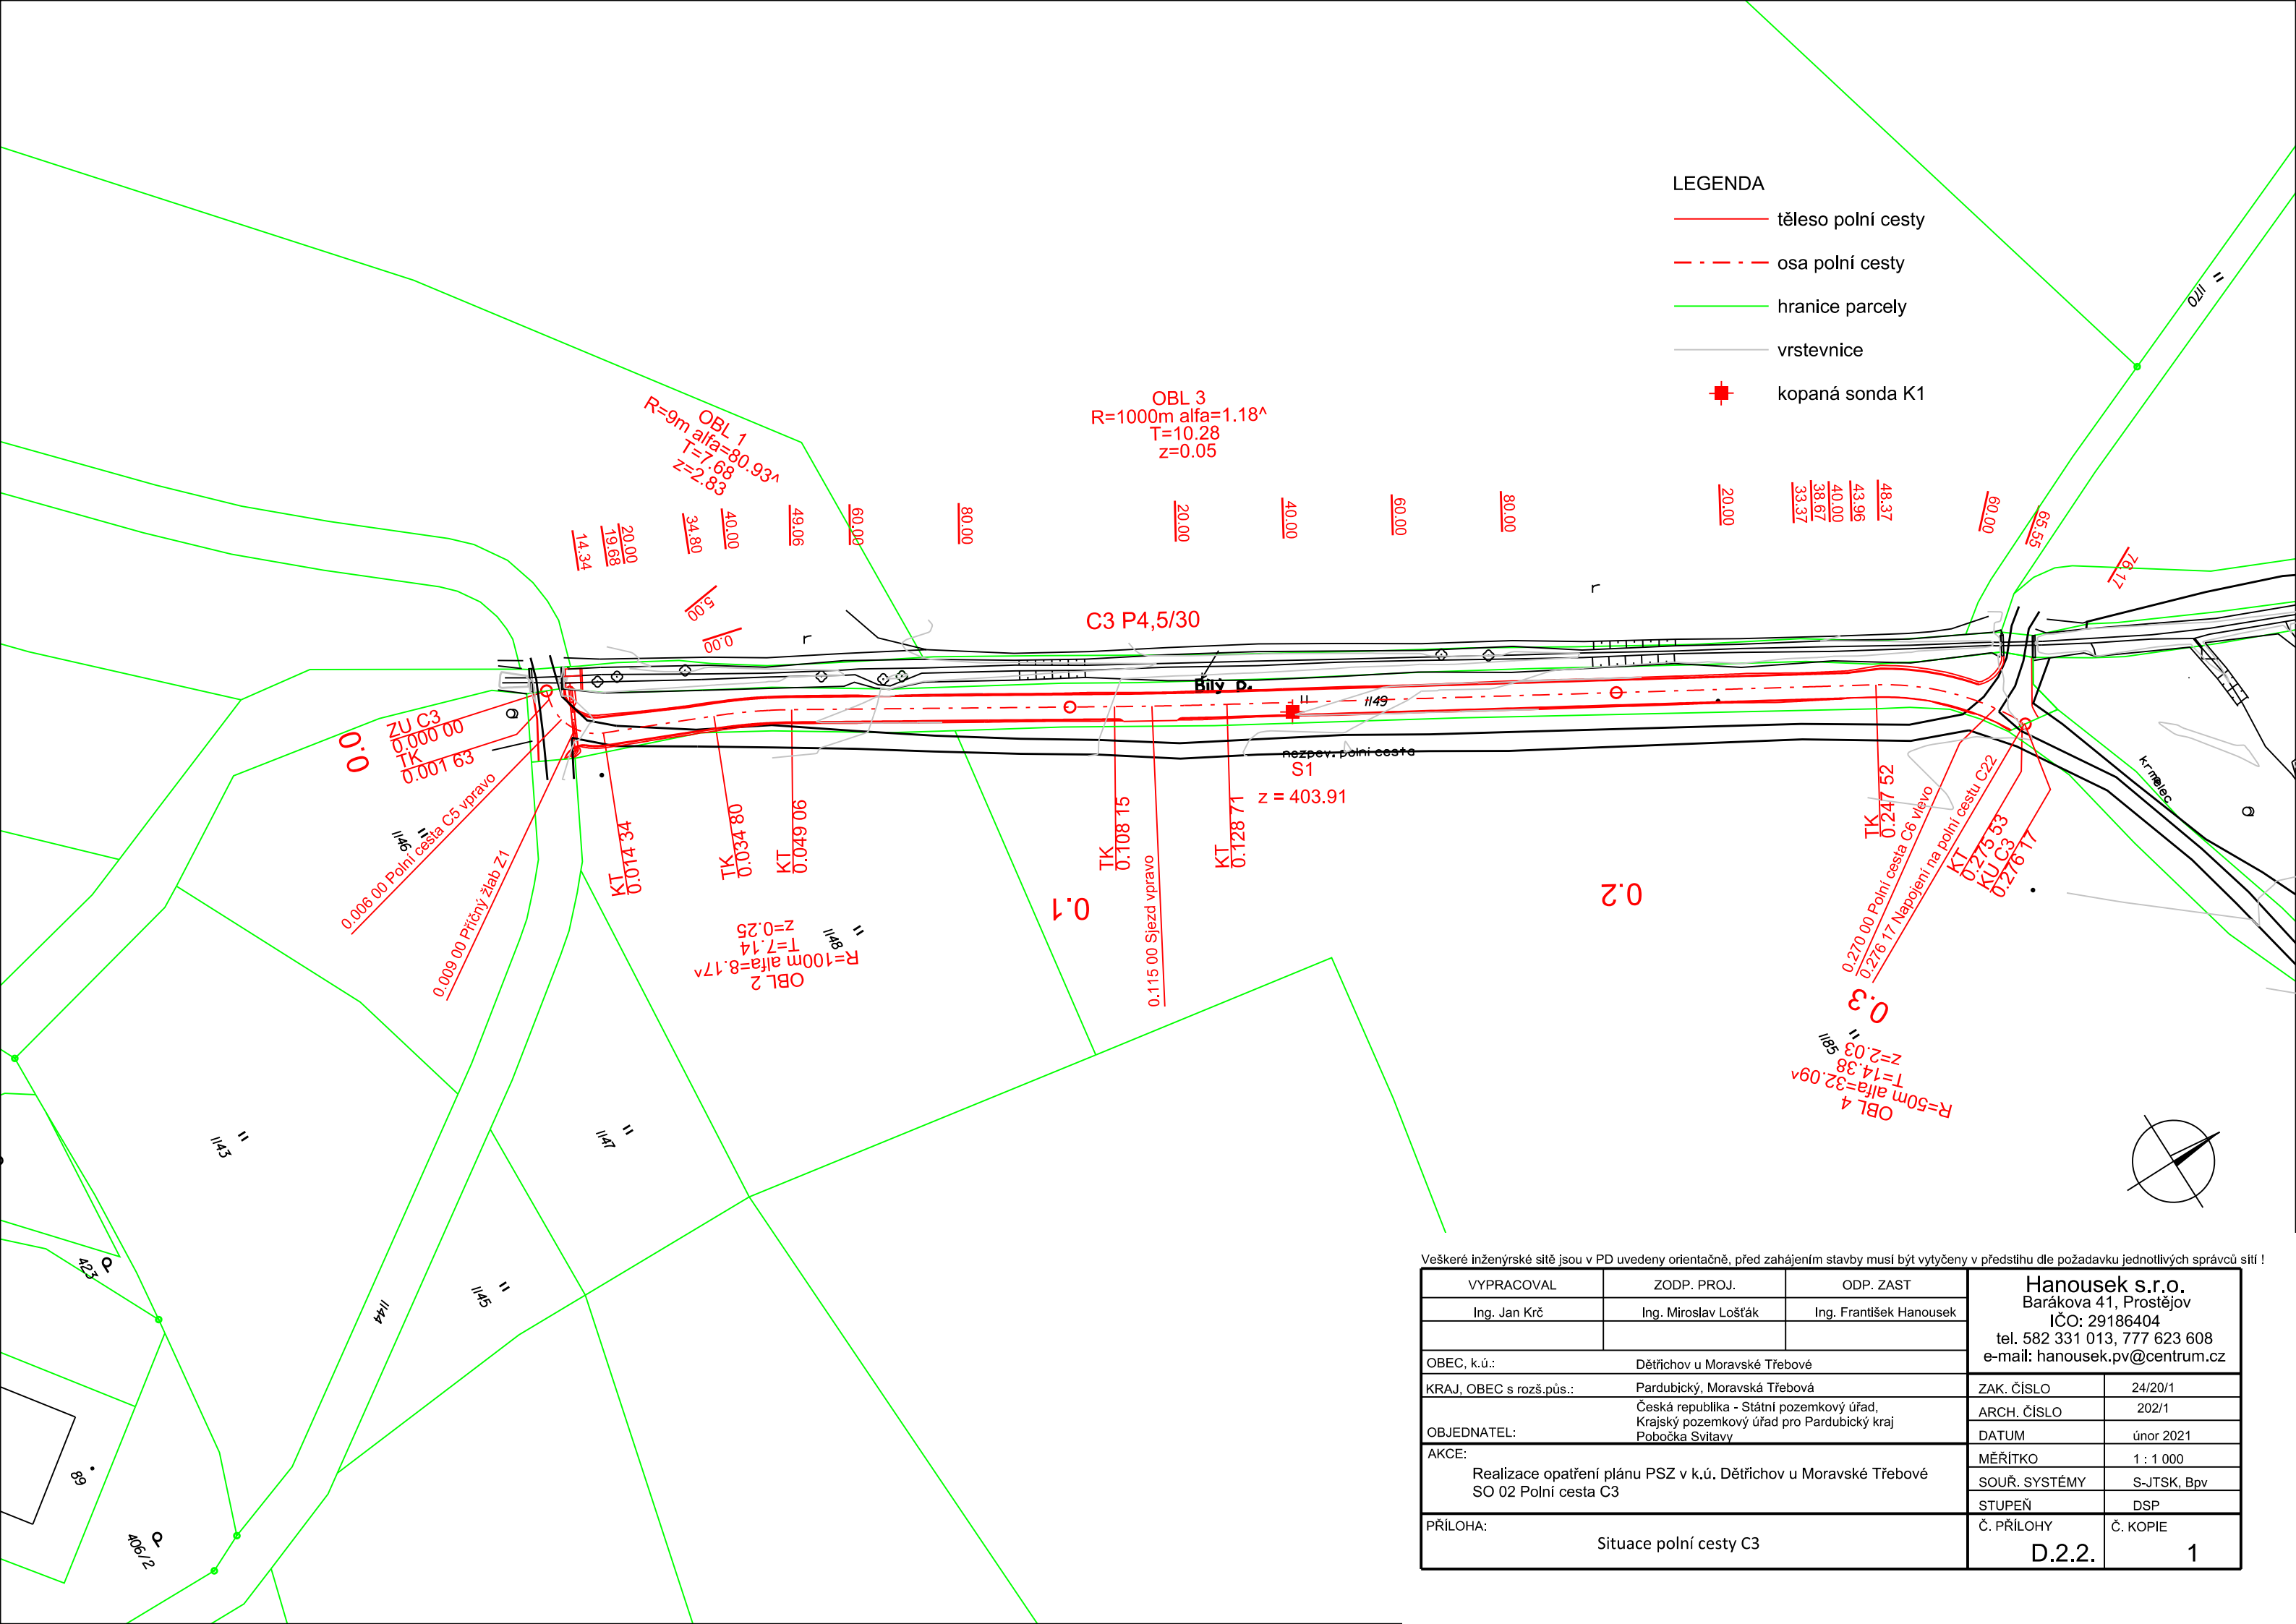 LEGENDA
těleso polní cesty
osa polní cesty
hranice parcely
vrstevnice
kopaná sonda K1
1170
OBL 1
R=9m alfa=80.93^
T=7.68
z=2.83
OBL 3
R=1000m alfa=1.18^
T=10.28
z=0.05
14.34
19.68
20.00
34.80
40.00
49.06
60.00
80.00
20.00
40.00
60.00
80.00
20.00
33.37
38.67
40.00
43.96
48.37
60.00
65.55
76.17
5.00
0.00
C3 P4,5/30
Bílý p.
1149
nezpev. polní cesta
S1
z = 403.91
krmelec
0.0
ZU C3
0.000 00
TK
0.001 63
0.006 00 Polní cesta C5 vpravo
0.009 00 Příčný žlab Z1
KT
0.014 34
TK
0.034 80
KT
0.049 06
TK
0.108 15
0.115 00 Sjezd vpravo
KT
0.128 71
TK
0.247 52
0.270 00 Polní cesta C6 vlevo
0.276 17 Napojení na polní cestu C22
KT
0.275 53
KÚ C3
0.276 17
0.1
0.2
0.3
OBL 2
R=100m alfa=8.17^
T=7.14
z=0.25
OBL 4
R=50m alfa=32.09^
T=14.38
z=2.03
1146
1148
1185
1143
1147
1145
1144
423
89
406/2
Veškeré inženýrské sítě jsou v PD uvedeny orientačně, před zahájením stavby musí být vytyčeny v předstihu dle požadavku jednotlivých správců sítí !
VYPRACOVAL
ZODP. PROJ.
ODP. ZAST
Ing. Jan Krč
Ing. Miroslav Lošťák
Ing. František Hanousek
Hanousek s.r.o.
Barákova 41, Prostějov
IČO: 29186404
tel. 582 331 013, 777 623 608
e-mail: hanousek.pv@centrum.cz
OBEC, k.ú.:
Dětřichov u Moravské Třebové
KRAJ, OBEC s rozš.půs.:
Pardubický, Moravská Třebová
OBJEDNATEL:
Česká republika - Státní pozemkový úřad,
Krajský pozemkový úřad pro Pardubický kraj
Pobočka Svitavy
AKCE:
Realizace opatření plánu PSZ v k.ú. Dětřichov u Moravské Třebové
SO 02 Polní cesta C3
PŘÍLOHA:
Situace polní cesty C3
ZAK. ČÍSLO
24/20/1
ARCH. ČÍSLO
202/1
DATUM
únor 2021
MĚŘÍTKO
1 : 1 000
SOUŘ. SYSTÉMY
S-JTSK, Bpv
STUPEŇ
DSP
Č. PŘÍLOHY
D.2.2.
Č. KOPIE
1